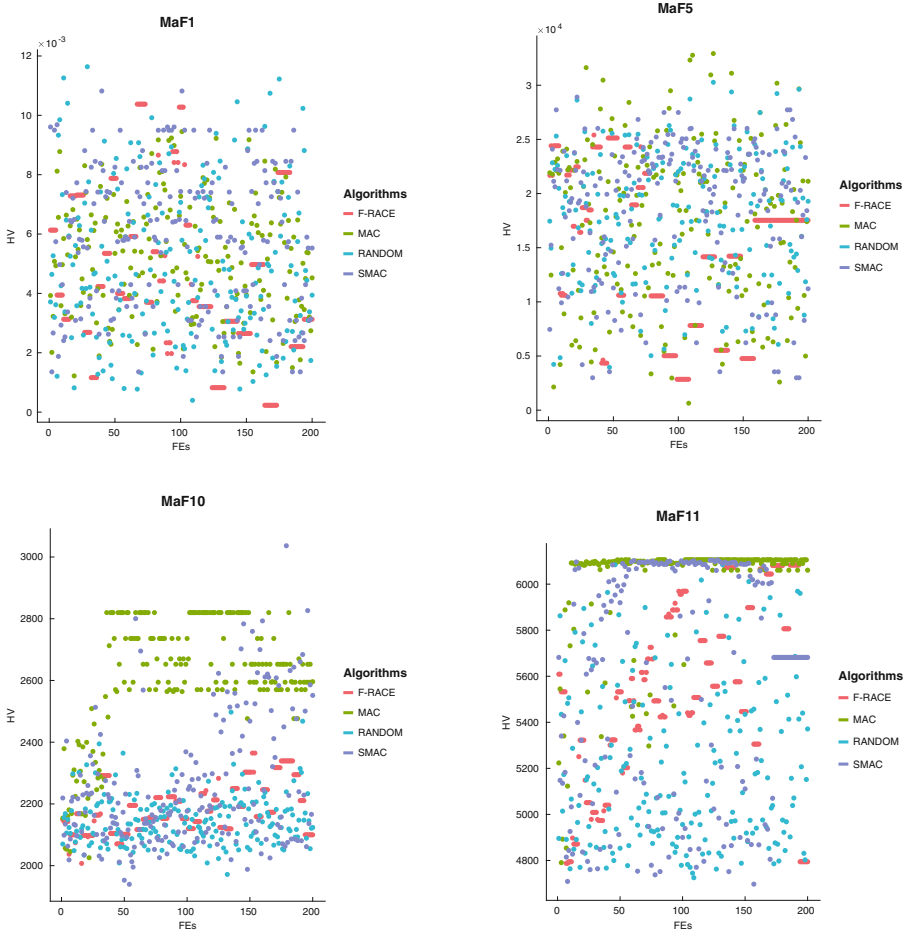 MaF1
×10⁻³
12
10
8
6
4
2
0
HV
0
50
100
150
200
FEs
Algorithms
F-RACE
MAC
RANDOM
SMAC
MaF5
×10⁴
3
2.5
2
1.5
1
0.5
0
HV
0
50
100
150
200
FEs
Algorithms
F-RACE
MAC
RANDOM
SMAC
MaF10
3000
2800
2600
2400
2200
2000
HV
0
50
100
150
200
FEs
Algorithms
F-RACE
MAC
RANDOM
SMAC
MaF11
6000
5800
5600
5400
5200
5000
4800
HV
0
50
100
150
200
FEs
Algorithms
F-RACE
MAC
RANDOM
SMAC